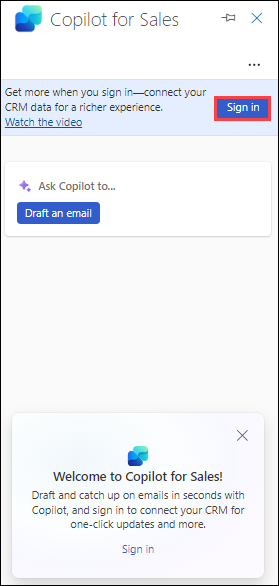 Copilot for Sales
...
Get more when you sign in—connect your
CRM data for a richer experience.
Watch the video
Sign in
Ask Copilot to...
Draft an email
Welcome to Copilot for Sales!
Draft and catch up on emails in seconds with
Copilot, and sign in to connect your CRM for
one-click updates and more.
Sign in